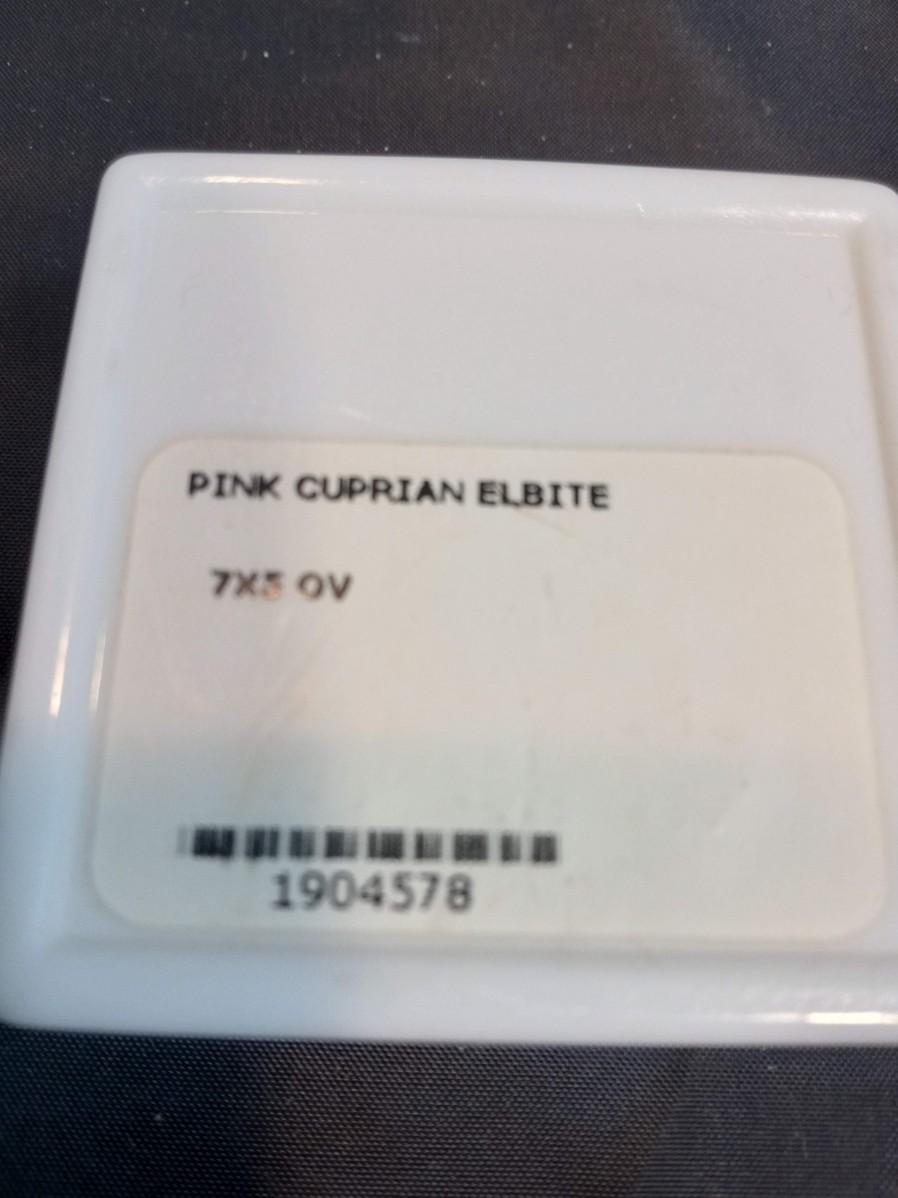 PINK CUPRIAN ELBITE
7X5 OV
1904578